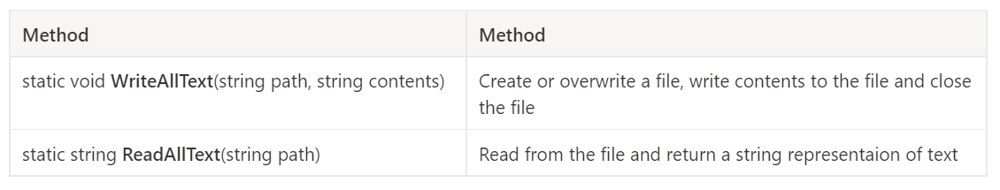 Method
Method
static void WriteAllText(string path, string contents)
Create or overwrite a file, write contents to the file and close
the file
static string ReadAllText(string path)
Read from the file and return a string representaion of text